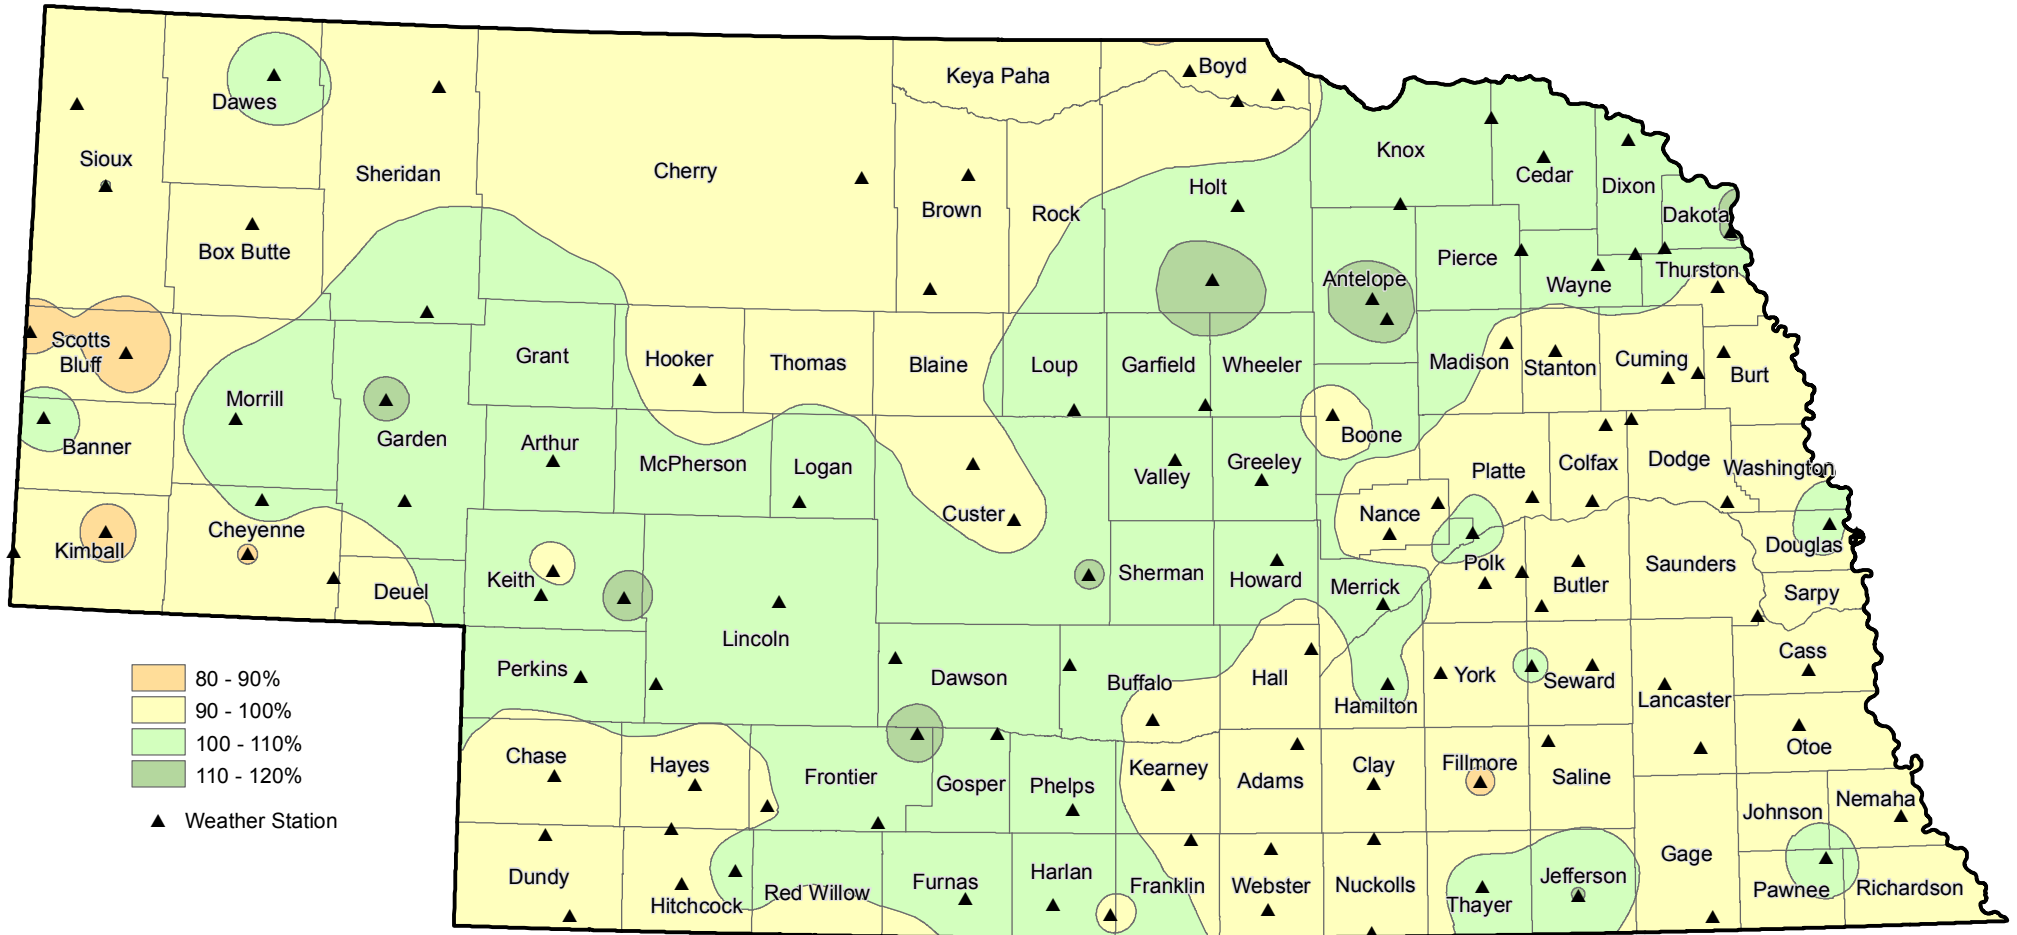 Keya Paha
Boyd
Dawes
Sioux
Sheridan
Cherry
Knox
Cedar
Dixon
Holt
Brown
Rock
Dakota
Box Butte
Antelope
Pierce
Wayne
Thurston
Scotts
Bluff
Grant
Hooker
Thomas
Blaine
Loup
Garfield
Wheeler
Madison
Stanton
Cuming
Burt
Morrill
Banner
Garden
Arthur
McPherson
Logan
Valley
Greeley
Boone
Platte
Colfax
Dodge
Washington
Custer
Nance
Kimball
Cheyenne
Keith
Deuel
Sherman
Howard
Merrick
Polk
Butler
Saunders
Douglas
Sarpy
Lincoln
Perkins
Dawson
Buffalo
Hall
Hamilton
York
Seward
Lancaster
Cass
80 - 90%
90 - 100%
100 - 110%
110 - 120%
Weather Station
Chase
Hayes
Frontier
Gosper
Phelps
Kearney
Adams
Clay
Fillmore
Saline
Otoe
Johnson
Nemaha
Dundy
Hitchcock
Red Willow
Furnas
Harlan
Franklin
Webster
Nuckolls
Thayer
Jefferson
Gage
Pawnee
Richardson